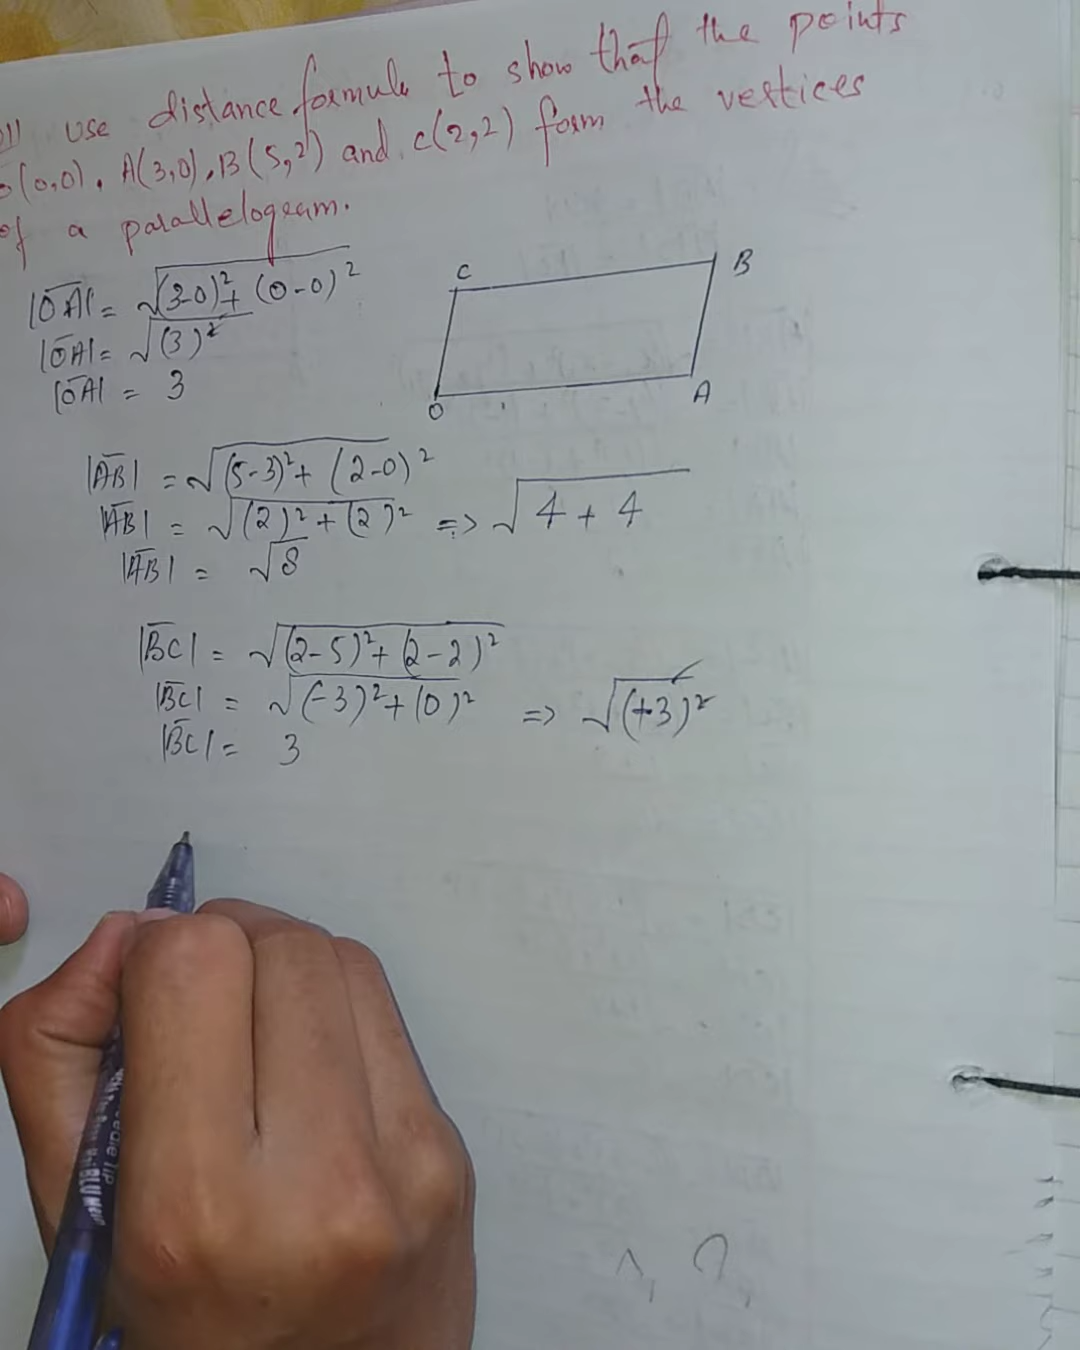 use distance formula to show that the points
O(0,0), A(3,0), B(5,2) and C(2,2) form the vertices
of a parallelogram.
|OA| = √(3-0)²+(0-0)²
|OA| = √(3)²
|OA| = 3
C
B
O
A
|AB| = √(5-3)²+(2-0)²
|AB| = √(2)²+(2)² => √4+4
|AB| = √8
|BC| = √(2-5)²+(2-2)²
|BC| = √(-3)²+(0)² => √(+3)²
|BC| = 3